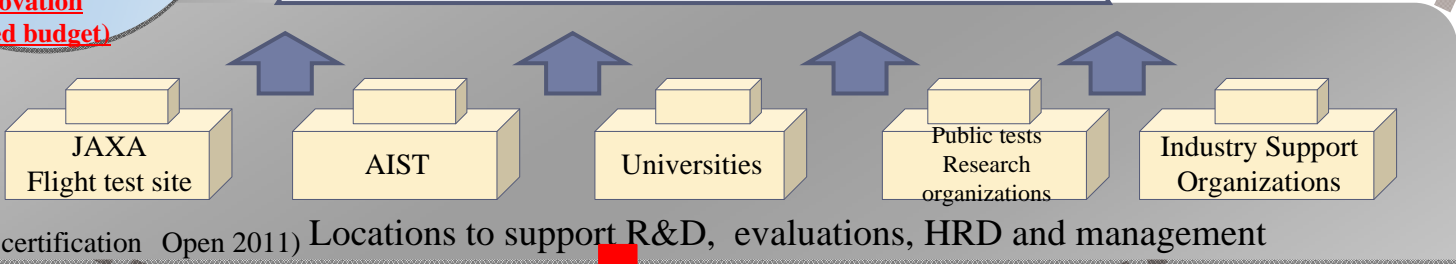 ovation
ed budget)
JAXA
Flight test site
AIST
Universities
Public tests
Research
organizations
Industry Support
Organizations
certification Open 2011) Locations to support R&D, evaluations, HRD and management